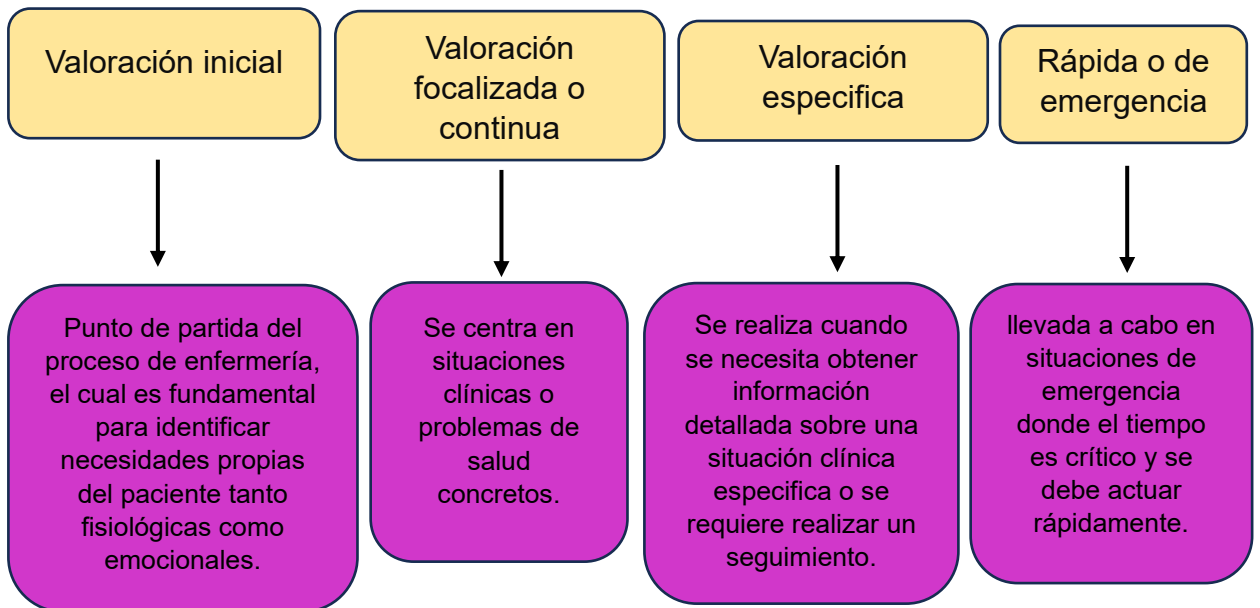 Valoración inicial
Valoración
focalizada o
continua
Valoración
especifica
Rápida o de
emergencia
Punto de partida del
proceso de enfermería,
el cual es fundamental
para identificar
necesidades propias
del paciente tanto
fisiológicas como
emocionales.
Se centra en
situaciones
clínicas o
problemas de
salud
concretos.
Se realiza cuando
se necesita obtener
información
detallada sobre una
situación clínica
especifica o se
requiere realizar un
seguimiento.
llevada a cabo en
situaciones de
emergencia
donde el tiempo
es crítico y se
debe actuar
rápidamente.